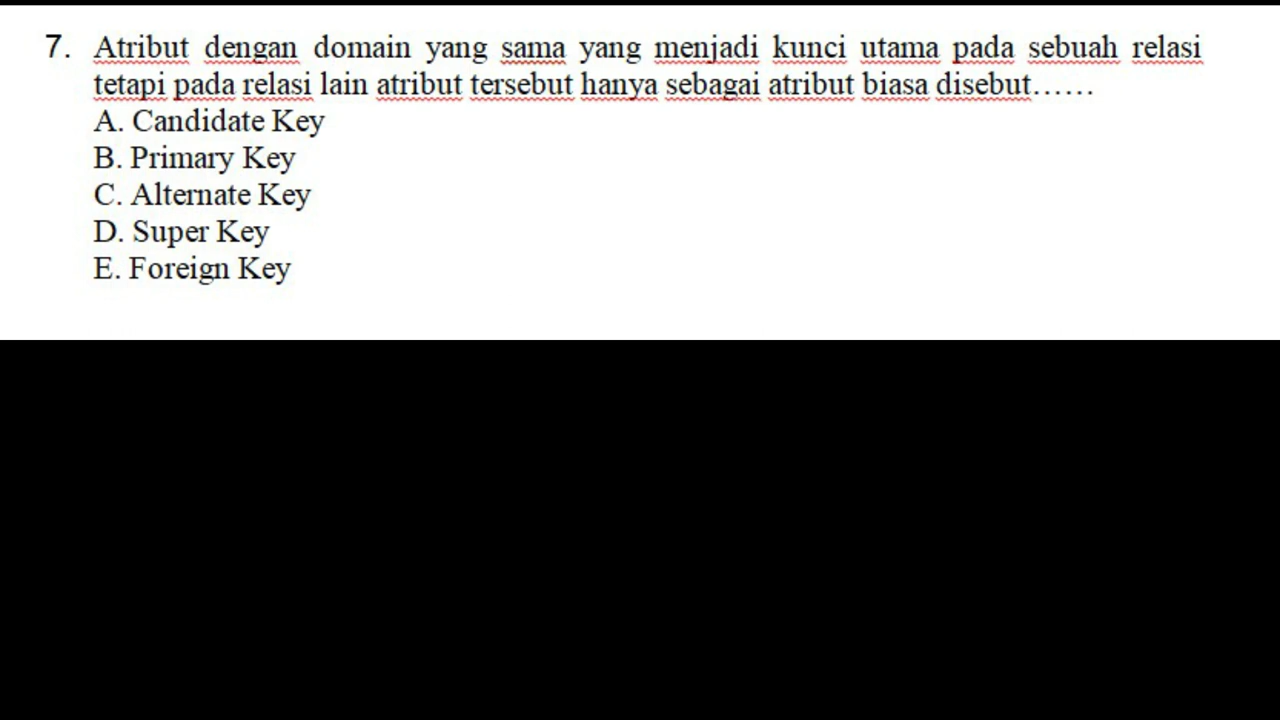 7. Atribut dengan domain yang sama yang menjadi kunci utama pada sebuah relasi
tetapi pada relasi lain atribut tersebut hanya sebagai atribut biasa disebut……
A. Candidate Key
B. Primary Key
C. Alternate Key
D. Super Key
E. Foreign Key